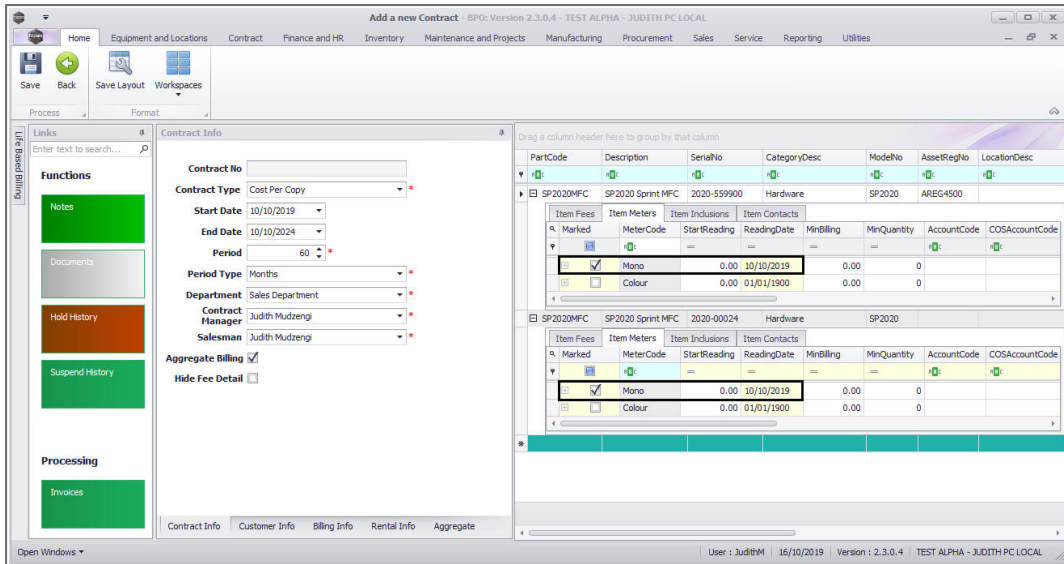 Add a new Contract - BPO: Version 2.3.0.4 - TEST ALPHA - JUDITH PC LOCAL
Home Equipment and Locations Contract Finance and HR Inventory Maintenance and Projects Manufacturing Procurement Sales Service Reporting Utilities
Save Back Save Layout Workspaces
Process Format
Life Based Billing
Links
Enter text to search...
Functions
Notes
Documents
Hold History
Suspend History
Processing
Invoices
Contract Info
Contract No
Contract Type Cost Per Copy *
Start Date 10/10/2019
End Date 10/10/2024
Period 60 *
Period Type Months *
Department Sales Department *
Contract Manager Judith Mudzengi *
Salesman Judith Mudzengi *
Aggregate Billing
Hide Fee Detail
Contract Info Customer Info Billing Info Rental Info Aggregate
Drag a column header here to group by that column
PartCode Description SerialNo CategoryDesc ModelNo AssetRegNo LocationDesc
SP2020MFC SP2020 Sprint MFC 2020-559900 Hardware SP2020 AREG4500
Item Fees Item Meters Item Inclusions Item Contacts
Marked MeterCode StartReading ReadingDate MinBilling MinQuantity AccountCode COSAccountCode
Mono 0.00 10/10/2019 0.00 0
Colour 0.00 01/01/1900 0.00 0
SP2020MFC SP2020 Sprint MFC 2020-00024 Hardware SP2020
Item Fees Item Meters Item Inclusions Item Contacts
Marked MeterCode StartReading ReadingDate MinBilling MinQuantity AccountCode COSAccountCode
Mono 0.00 10/10/2019 0.00 0
Colour 0.00 01/01/1900 0.00 0
Open Windows User : JudithM 16/10/2019 Version : 2.3.0.4 TEST ALPHA - JUDITH PC LOCAL